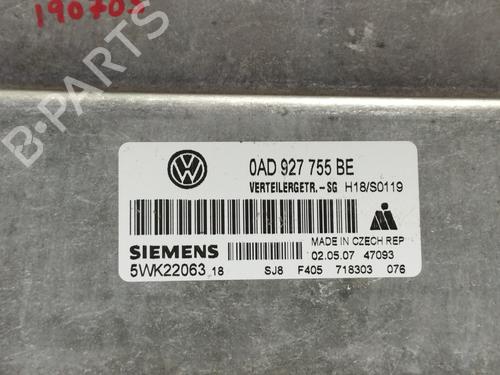 190705
B-PARTS
0AD 927 755 BE
VERTEILERGETR.-SG H18/S0119
SIEMENS
MADE IN CZECH REP
02.05.07 47093
5WK22063 18
SJ8 F405 718303 076